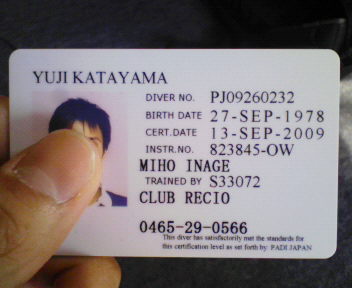 YUJI KATAYAMA
DIVER NO. PJ09260232
BIRTH DATE 27-SEP-1978
CERT.DATE 13-SEP-2009
INSTR.NO. 823845-OW
MIHO INAGE
TRAINED BY S33072
CLUB RECIO
0465-29-0566
This diver has satisfactorily met the standards for
this certification level as set forth by PADI JAPAN